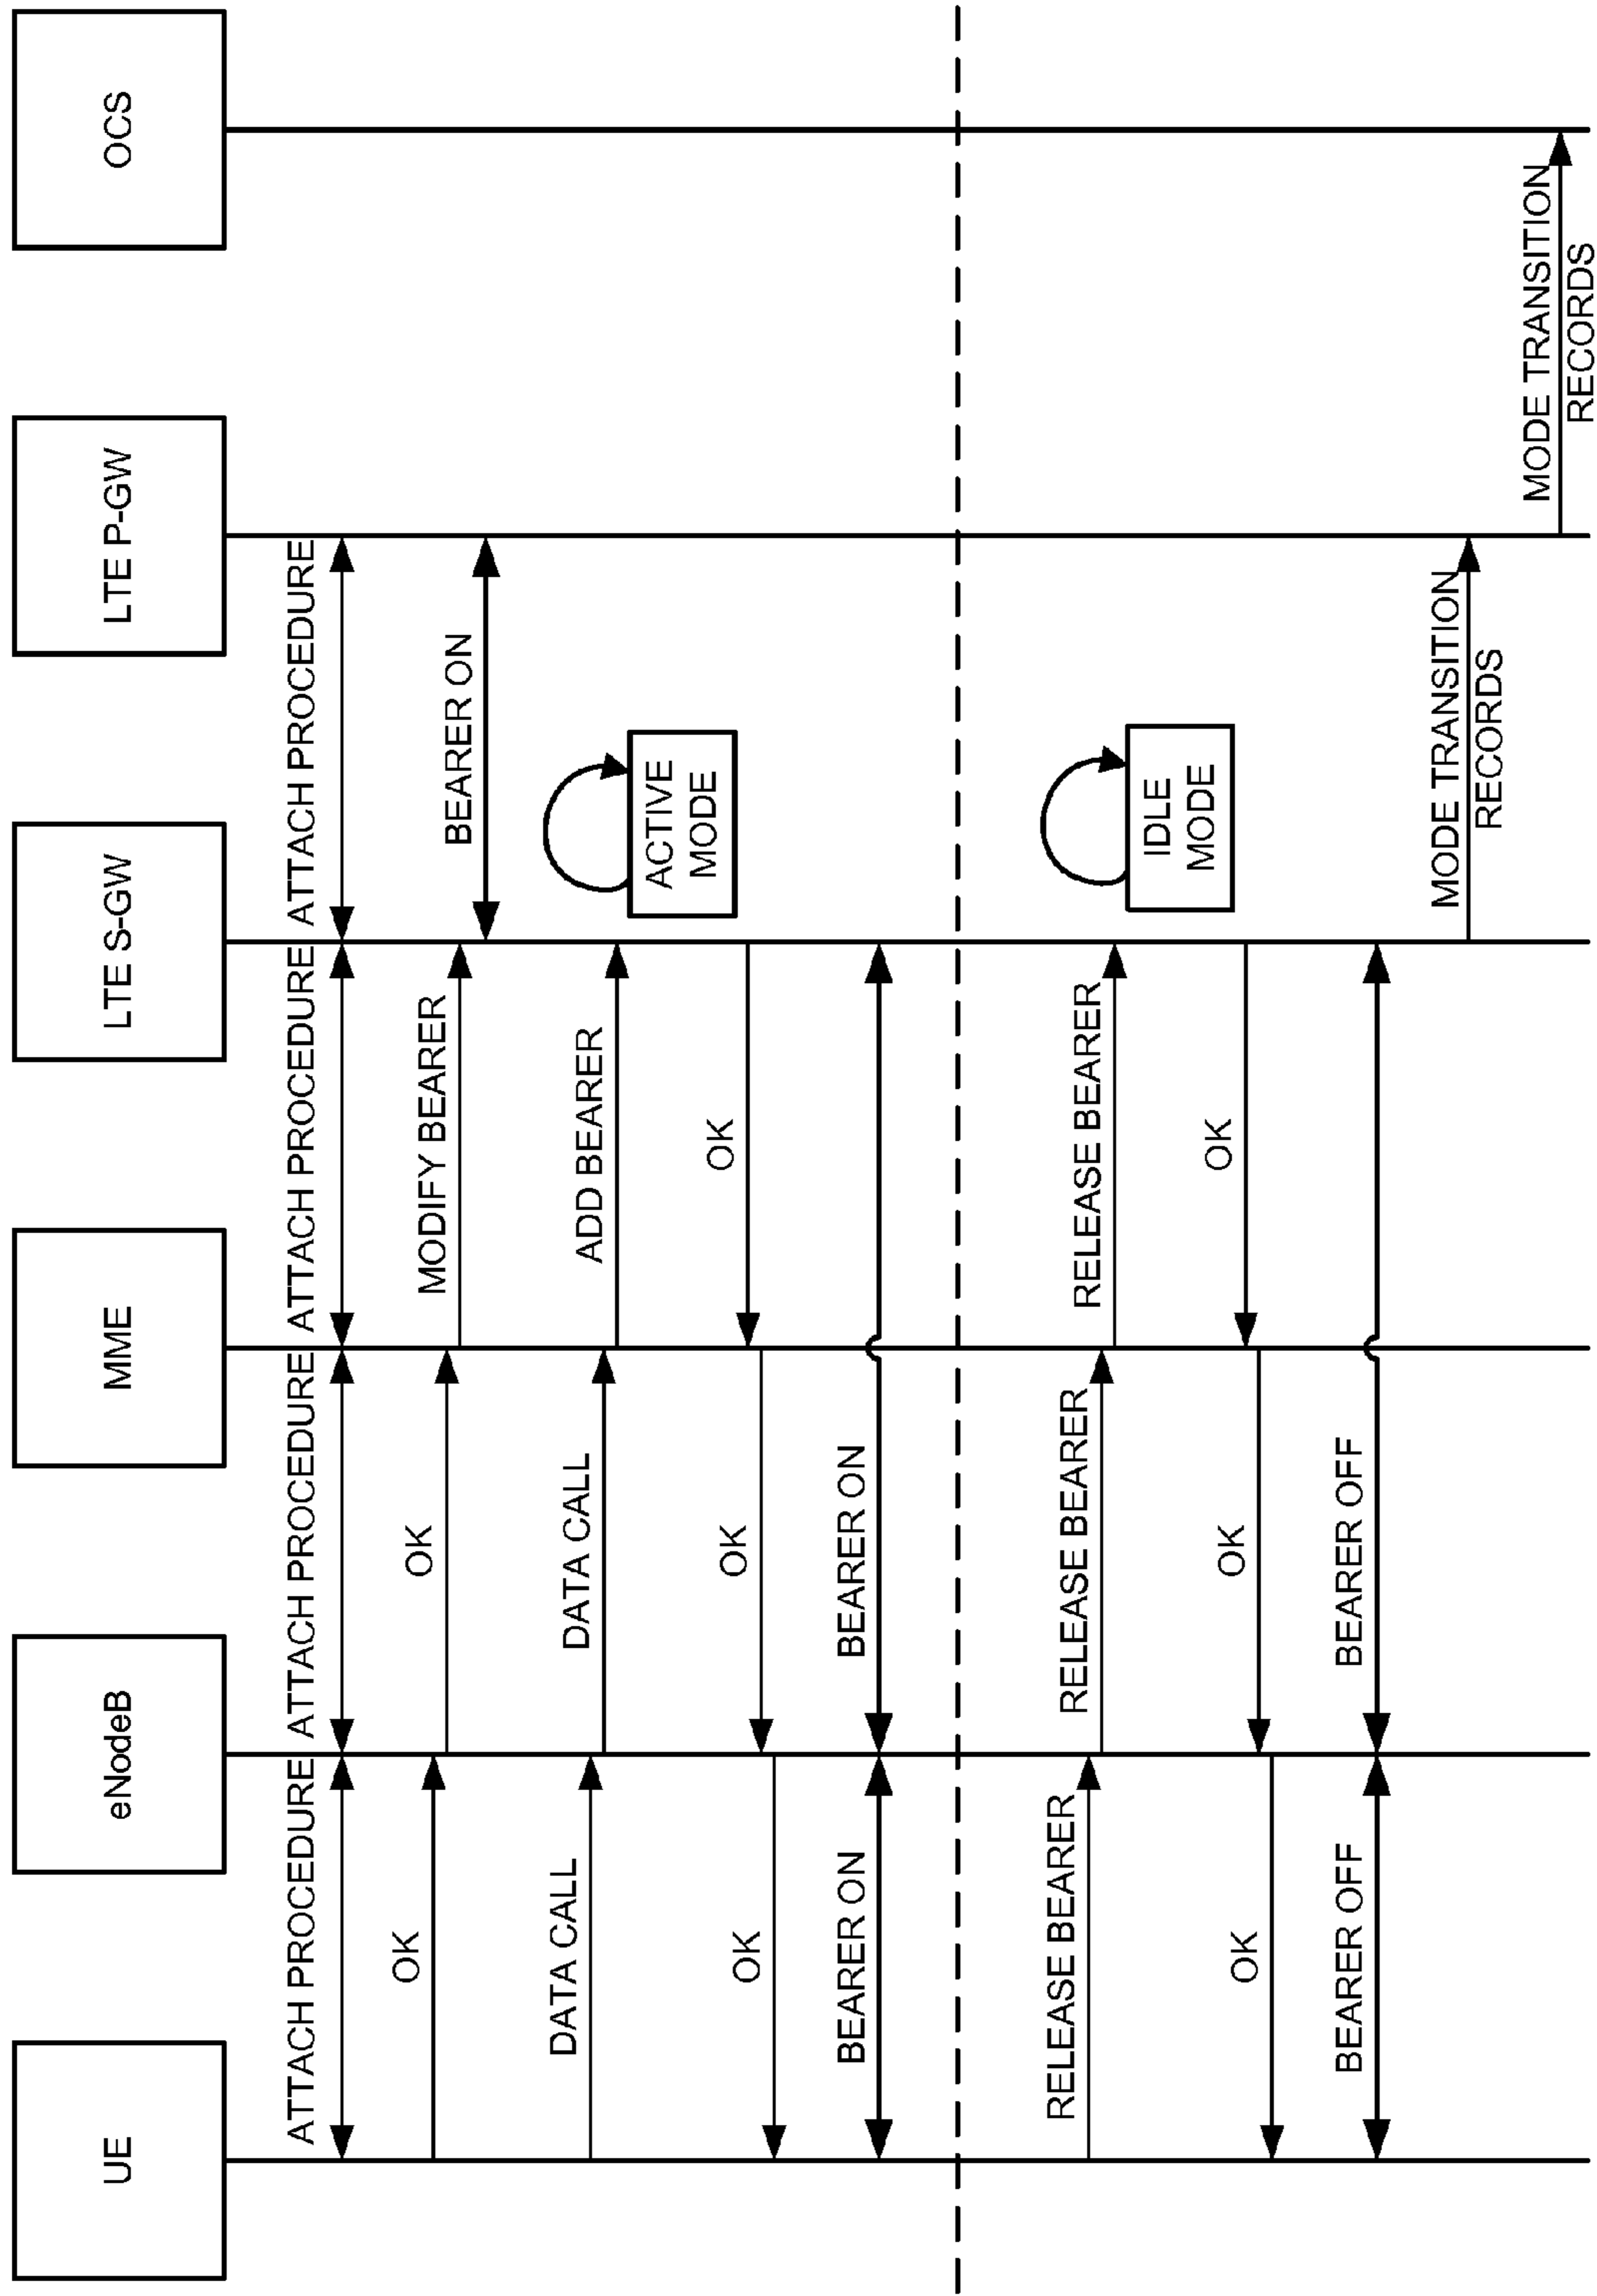 UE
eNodeB
MME
LTE S-GW
LTE P-GW
OCS
ATTACH PROCEDURE
ATTACH PROCEDURE
ATTACH PROCEDURE
ATTACH PROCEDURE
OK
OK
MODIFY BEARER
BEARER ON
DATA CALL
DATA CALL
ADD BEARER
ACTIVE
MODE
OK
OK
OK
BEARER ON
BEARER ON
RELEASE BEARER
RELEASE BEARER
RELEASE BEARER
IDLE
MODE
OK
OK
OK
BEARER OFF
BEARER OFF
MODE TRANSITION
RECORDS
MODE TRANSITION
RECORDS